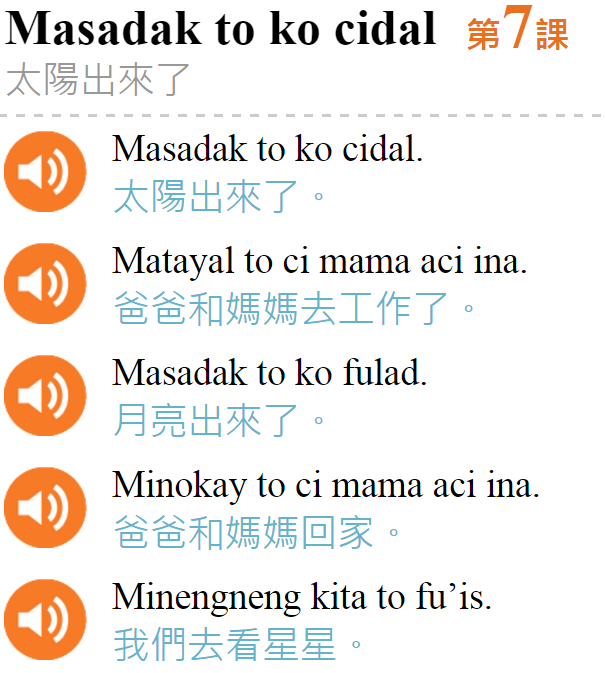 Masadak to ko cidal 第7課
太陽出來了
Masadak to ko cidal.
太陽出來了。
Matayal to ci mama aci ina.
爸爸和媽媽去工作了。
Masadak to ko fulad.
月亮出來了。
Minokay to ci mama aci ina.
爸爸和媽媽回家。
Minengneng kita to fu’is.
我們去看星星。